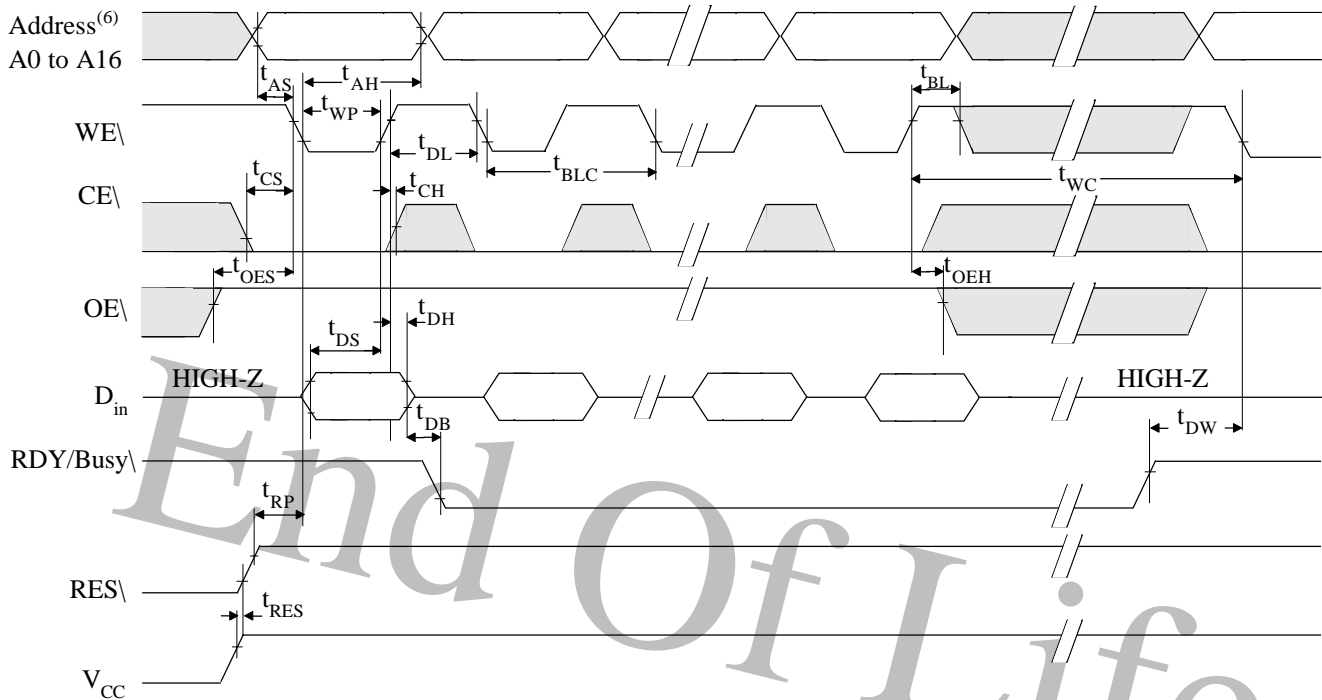 Address(6)
A0 to A16
tAS
tAH
tBL
WE\
tWP
tDL
tBLC
tCS
tWC
CE\
tCH
tOES
tOEH
OE\
tDS
tDH
HIGH-Z
HIGH-Z
Din
tDB
tDW
RDY/Busy\
tRP
RES\
tRES
VCC
End Of Life